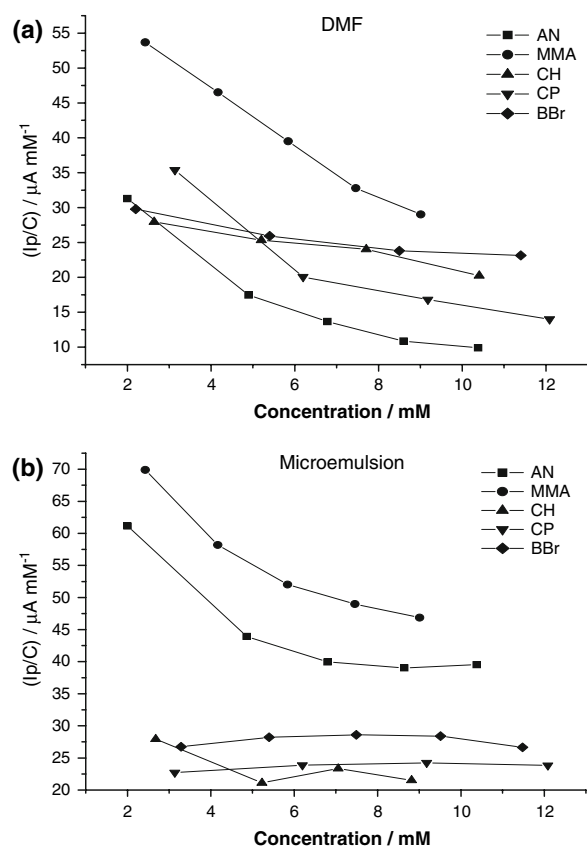 (a)
DMF
AN
MMA
CH
CP
BBr
(Ip/C) / μA mM⁻¹
55
50
45
40
35
30
25
20
15
10
2 4 6 8 10 12
Concentration / mM
(b)
Microemulsion
AN
MMA
CH
CP
BBr
(Ip/C) / μA mM⁻¹
70
65
60
55
50
45
40
35
30
25
20
2 4 6 8 10 12
Concentration / mM